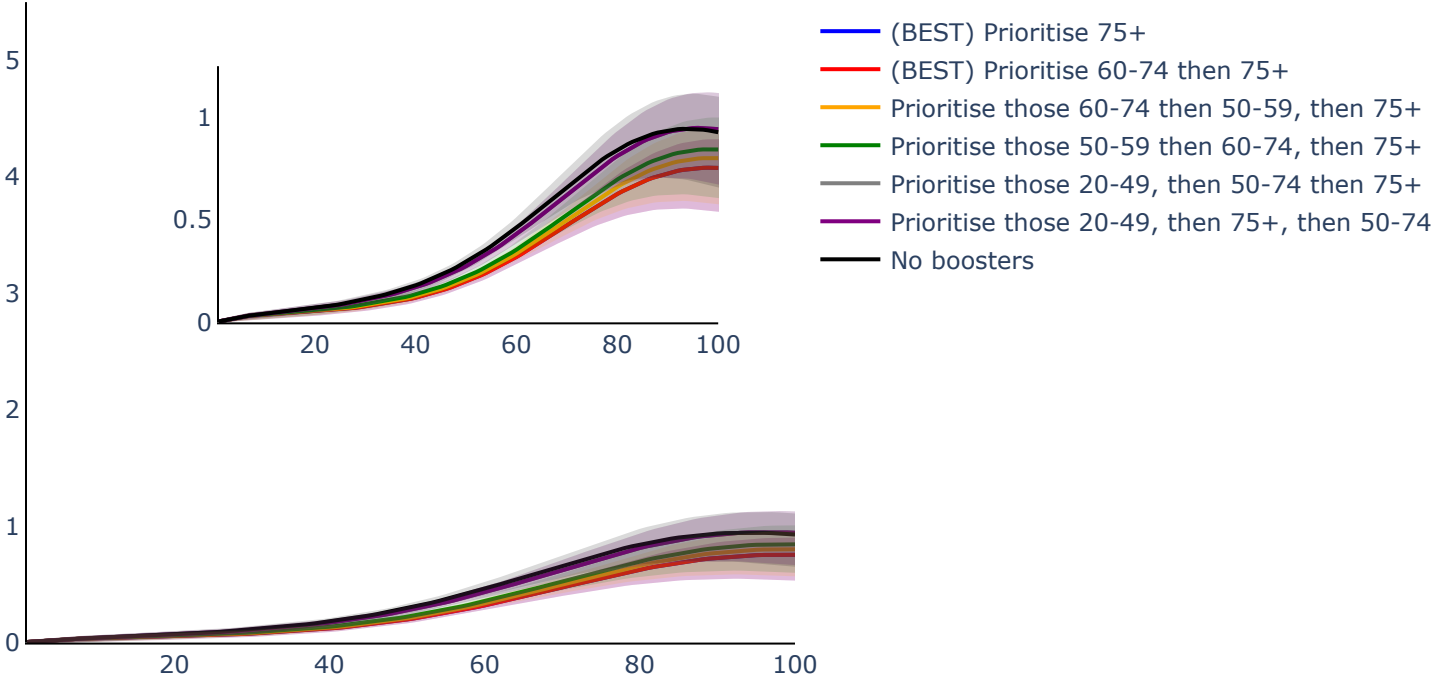 5
4
3
2
1
0
20
40
60
80
100
1
0.5
0
20
40
60
80
100
(BEST) Prioritise 75+
(BEST) Prioritise 60-74 then 75+
Prioritise those 60-74 then 50-59, then 75+
Prioritise those 50-59 then 60-74, then 75+
Prioritise those 20-49, then 50-74 then 75+
Prioritise those 20-49, then 75+, then 50-74
No boosters